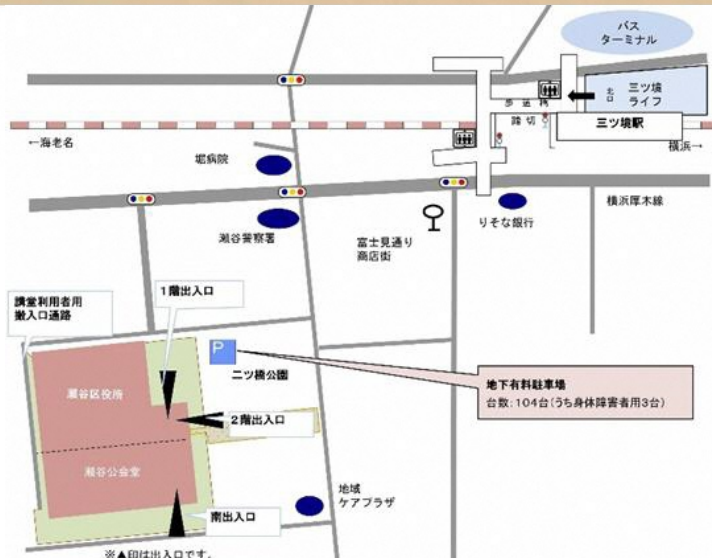 バス
ターミナル
北口
三ツ境
ライフ
歩道橋
踏切
三ツ境駅
←海老名
横浜→
堀病院
横浜厚木線
りそな銀行
瀬谷警察署
富士見通り
商店街
1階出入口
講堂利用者用
搬入口通路
P
二ツ橋公園
地下有料駐車場
台数:104台(うち身体障害者用3台)
瀬谷区役所
2階出入口
瀬谷公会堂
地域
ケアプラザ
南出入口
※▲印は出入口です。